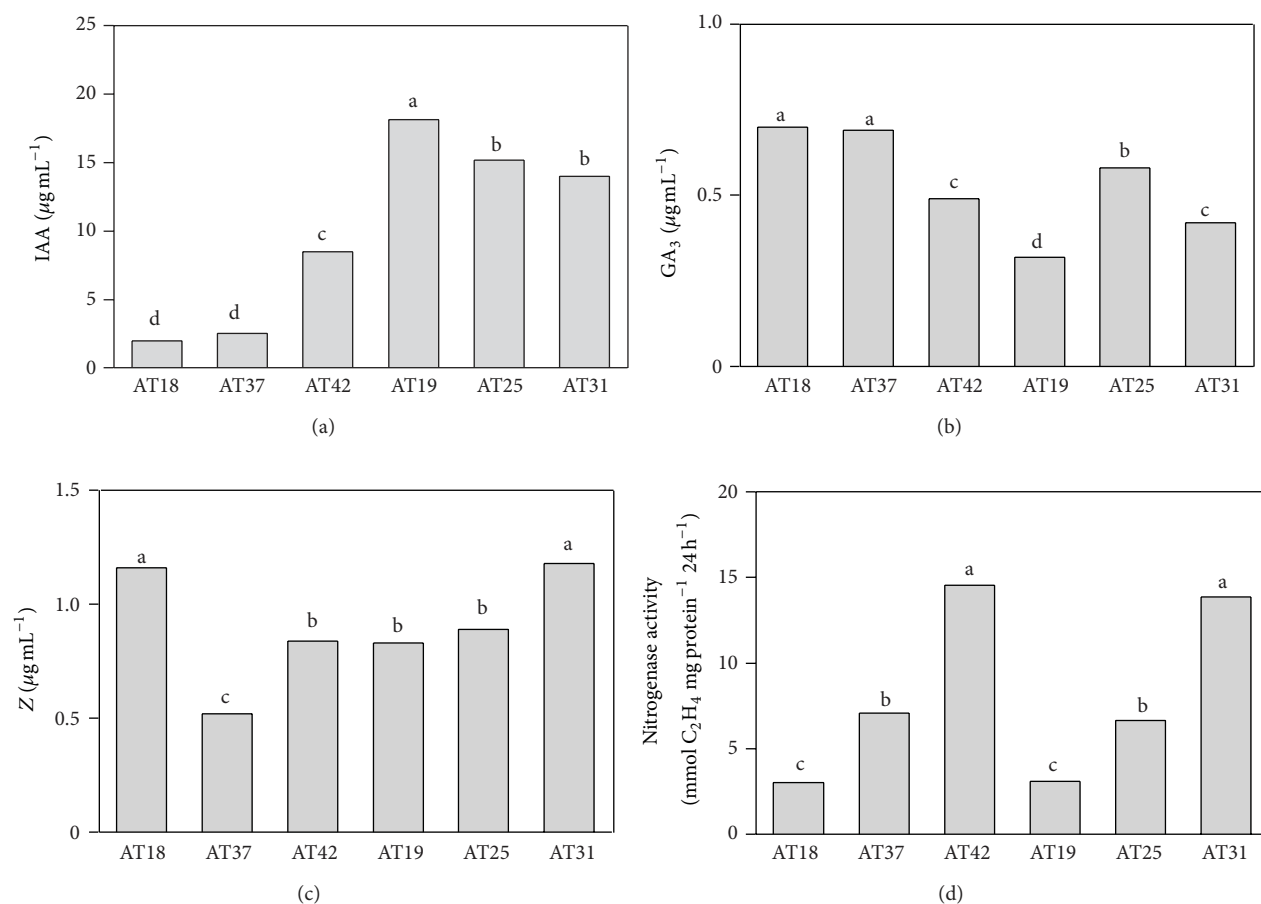 25
20
15
10
5
0
IAA (μg mL⁻¹)
d
d
c
a
b
b
AT18 AT37 AT42 AT19 AT25 AT31
(a)
1.0
0.5
0
GA₃ (μg mL⁻¹)
a
a
c
d
b
c
AT18 AT37 AT42 AT19 AT25 AT31
(b)
1.5
1.0
0.5
0
Z (μg mL⁻¹)
a
c
b
b
b
a
AT18 AT37 AT42 AT19 AT25 AT31
(c)
20
15
10
5
0
Nitrogenase activity
(mmol C₂H₄ mg protein⁻¹ 24 h⁻¹)
c
b
a
c
b
a
AT18 AT37 AT42 AT19 AT25 AT31
(d)